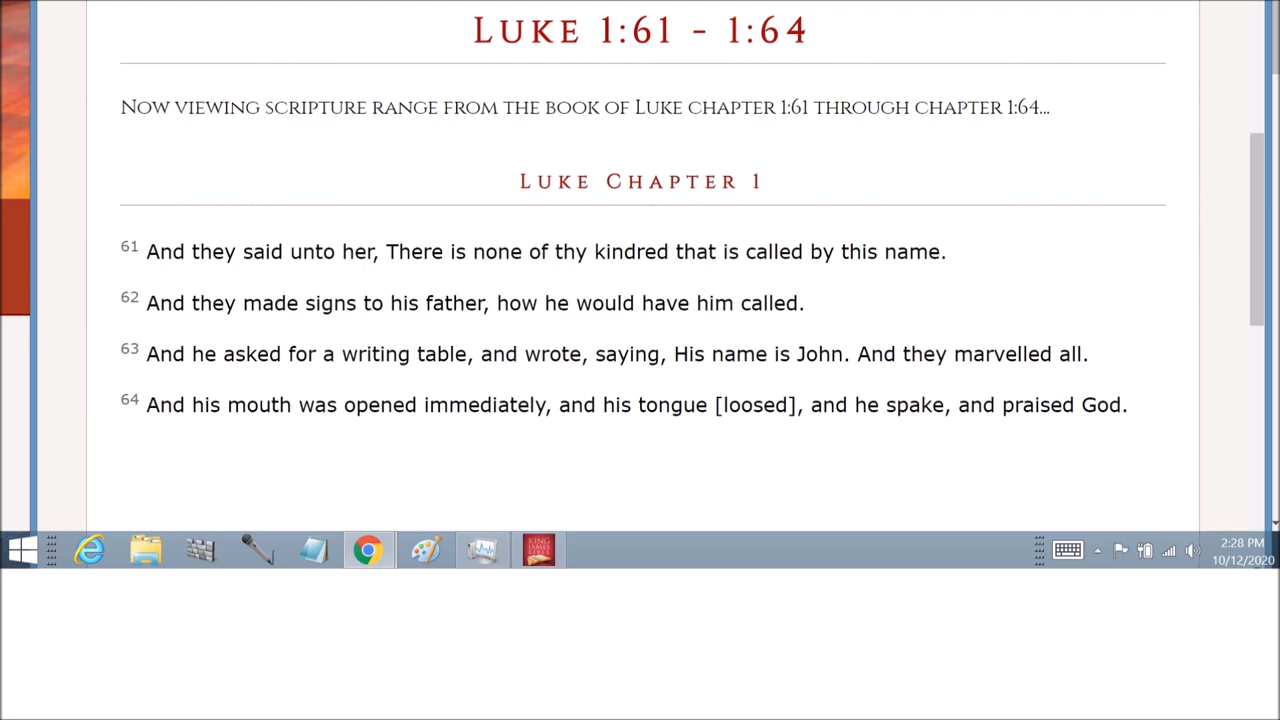 Luke 1:61 - 1:64
Now viewing scripture range from the book of Luke chapter 1:61 through chapter 1:64...
Luke Chapter 1
61 And they said unto her, There is none of thy kindred that is called by this name.
62 And they made signs to his father, how he would have him called.
63 And he asked for a writing table, and wrote, saying, His name is John. And they marvelled all.
64 And his mouth was opened immediately, and his tongue [loosed], and he spake, and praised God.
KING JAMES BIBLE
2:28 PM
10/12/2020